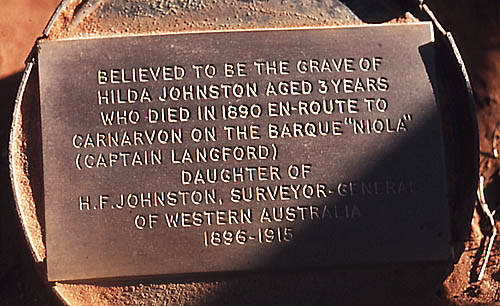 BELIEVED TO BE THE GRAVE OF
HILDA JOHNSTON AGED 3 YEARS
WHO DIED IN 1890 EN-ROUTE TO
CARNARVON ON THE BARQUE "NIOLA"
(CAPTAIN LANGFORD)
DAUGHTER OF
H.F. JOHNSTON, SURVEYOR-GENERAL
OF WESTERN AUSTRALIA
1896-1915